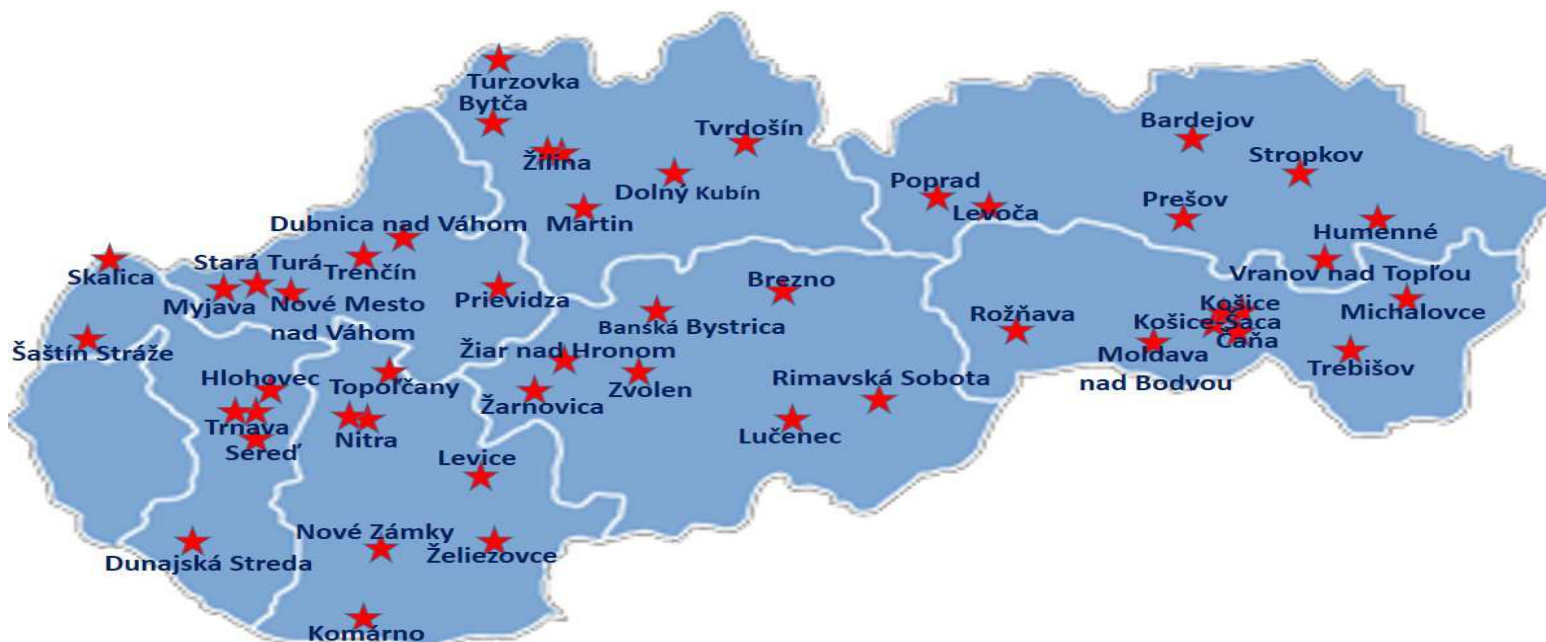 Turzovka
Bytča
Žilina
Tvrdošín
Dolný Kubín
Martin
Bardejov
Stropkov
Poprad
Levoča
Prešov
Humenné
Vranov nad Topľou
Michalovce
Dubnica nad Váhom
Trenčín
Stará Turá
Skalica
Myjava
Nové Mesto
nad Váhom
Prievidza
Brezno
Banská Bystrica
Rožňava
Košice
Košice-Šaca
Čaňa
Moldava
nad Bodvou
Trebišov
Šaštín Stráže
Žiar nad Hronom
Hlohovec
Topoľčany
Žarnovica
Zvolen
Rimavská Sobota
Lučenec
Trnava
Sereď
Nitra
Levice
Nové Zámky
Želiezovce
Dunajská Streda
Komárno